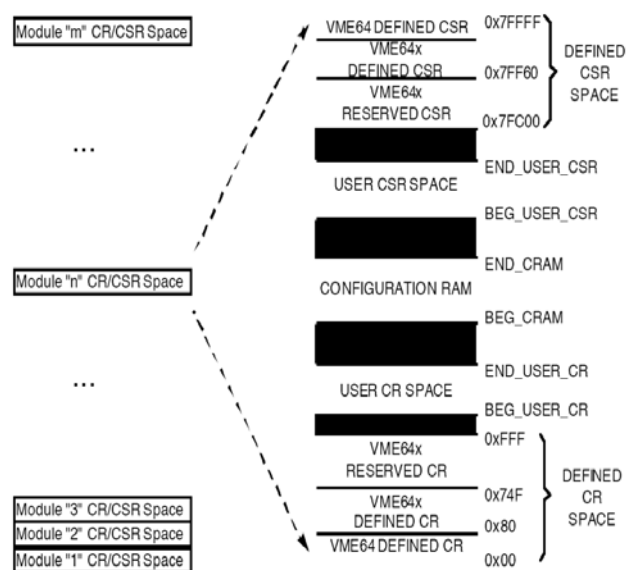 Module "m" CR/CSR Space
...
Module "n" CR/CSR Space
...
Module "3" CR/CSR Space
Module "2" CR/CSR Space
Module "1" CR/CSR Space
VME64 DEFINED CSR
VME64x
DEFINED CSR
VME64x
RESERVED CSR
USER CSR SPACE
CONFIGURATION RAM
USER CR SPACE
VME64x
RESERVED CR
VME64x
DEFINED CR
VME64 DEFINED CR
0x7FFFF
0x7FF60
0x7FC00
END_USER_CSR
BEG_USER_CSR
END_CRAM
BEG_CRAM
END_USER_CR
BEG_USER_CR
0xFFF
0x74F
0x80
0x00
DEFINED
CSR
SPACE
DEFINED
CR
SPACE